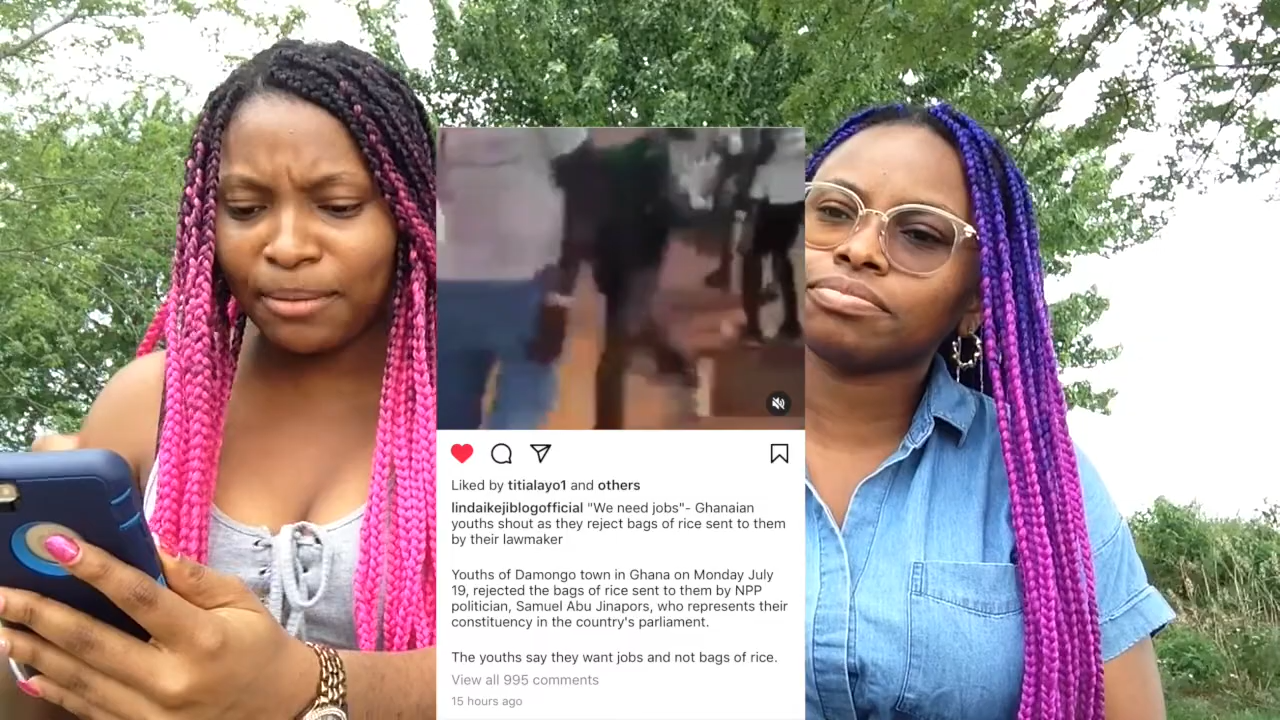 Liked by titialayo1 and others
lindaikejiblogofficial "We need jobs"- Ghanaian
youths shout as they reject bags of rice sent to them
by their lawmaker
Youths of Damongo town in Ghana on Monday July
19, rejected the bags of rice sent to them by NPP
politician, Samuel Abu Jinapors, who represents their
constituency in the country's parliament.
The youths say they want jobs and not bags of rice.
View all 995 comments
15 hours ago